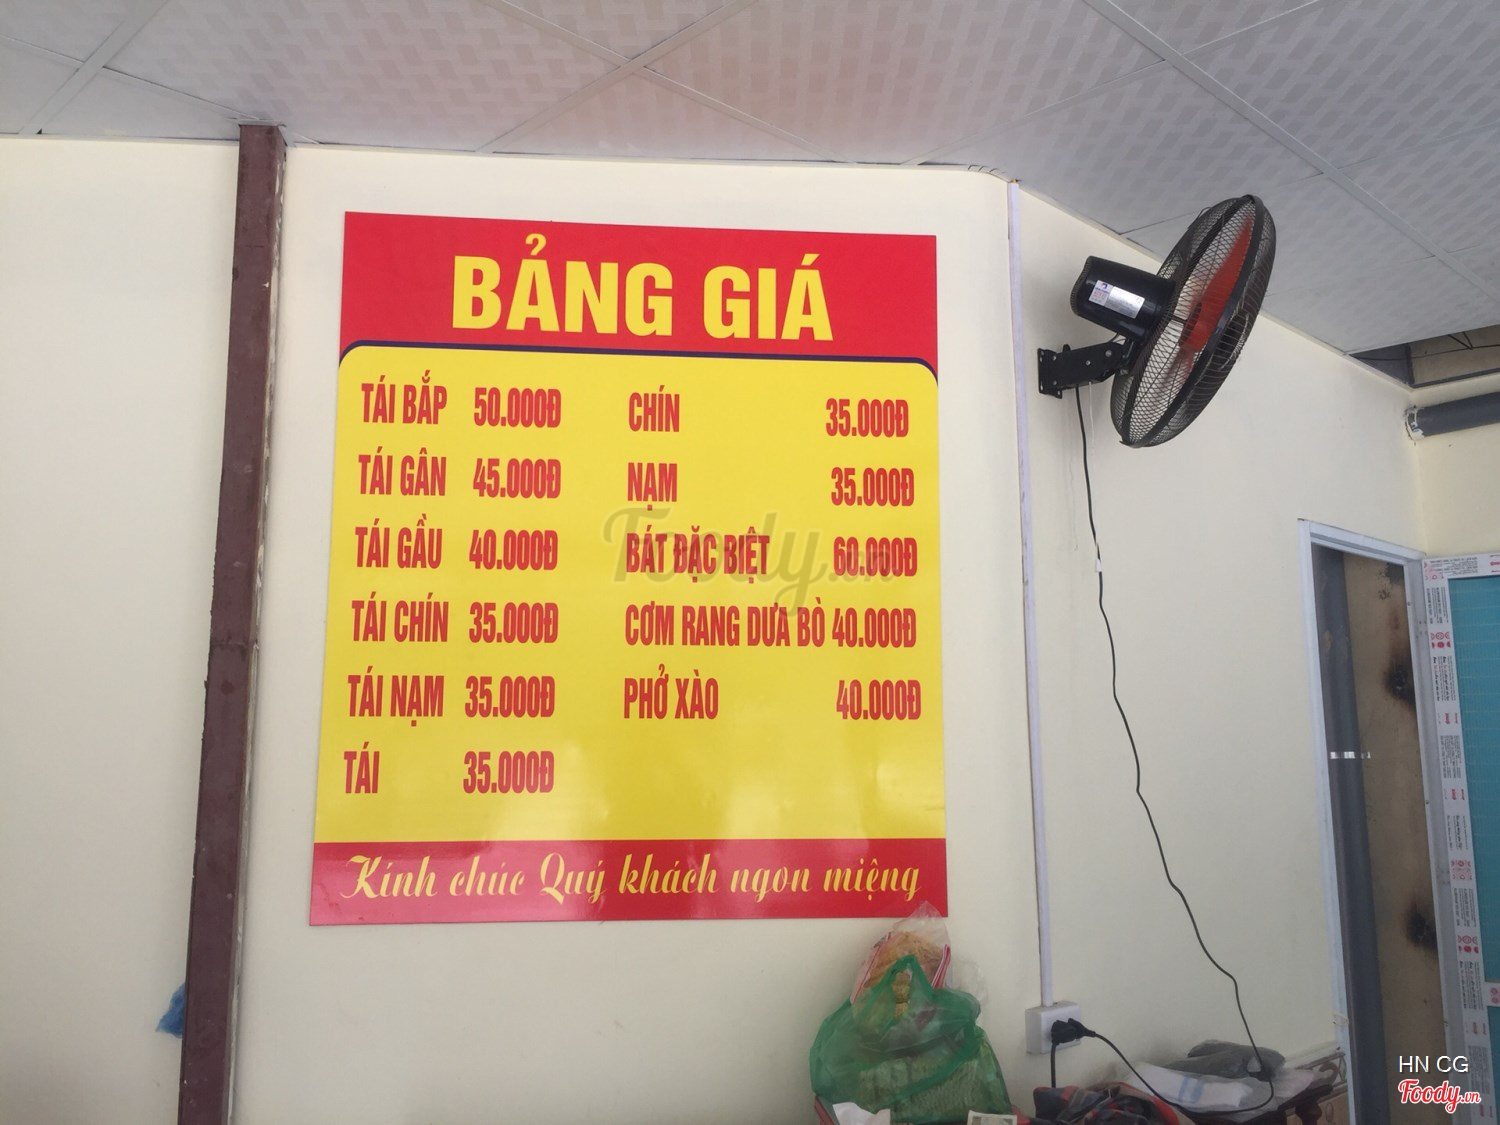 BẢNG GIÁ
TÁI BẮP 50.000Đ
TÁI GÂN 45.000Đ
TÁI GẦU 40.000Đ
TÁI CHÍN 35.000Đ
TÁI NẠM 35.000Đ
TÁI 35.000Đ
CHÍN 35.000Đ
NẠM 35.000Đ
BÁT ĐẶC BIỆT 60.000Đ
CƠM RANG DƯA BÒ 40.000Đ
PHỞ XÀO 40.000Đ
Kính chúc Quý khách ngon miệng
Foody.vn
HN CG
Foody.vn